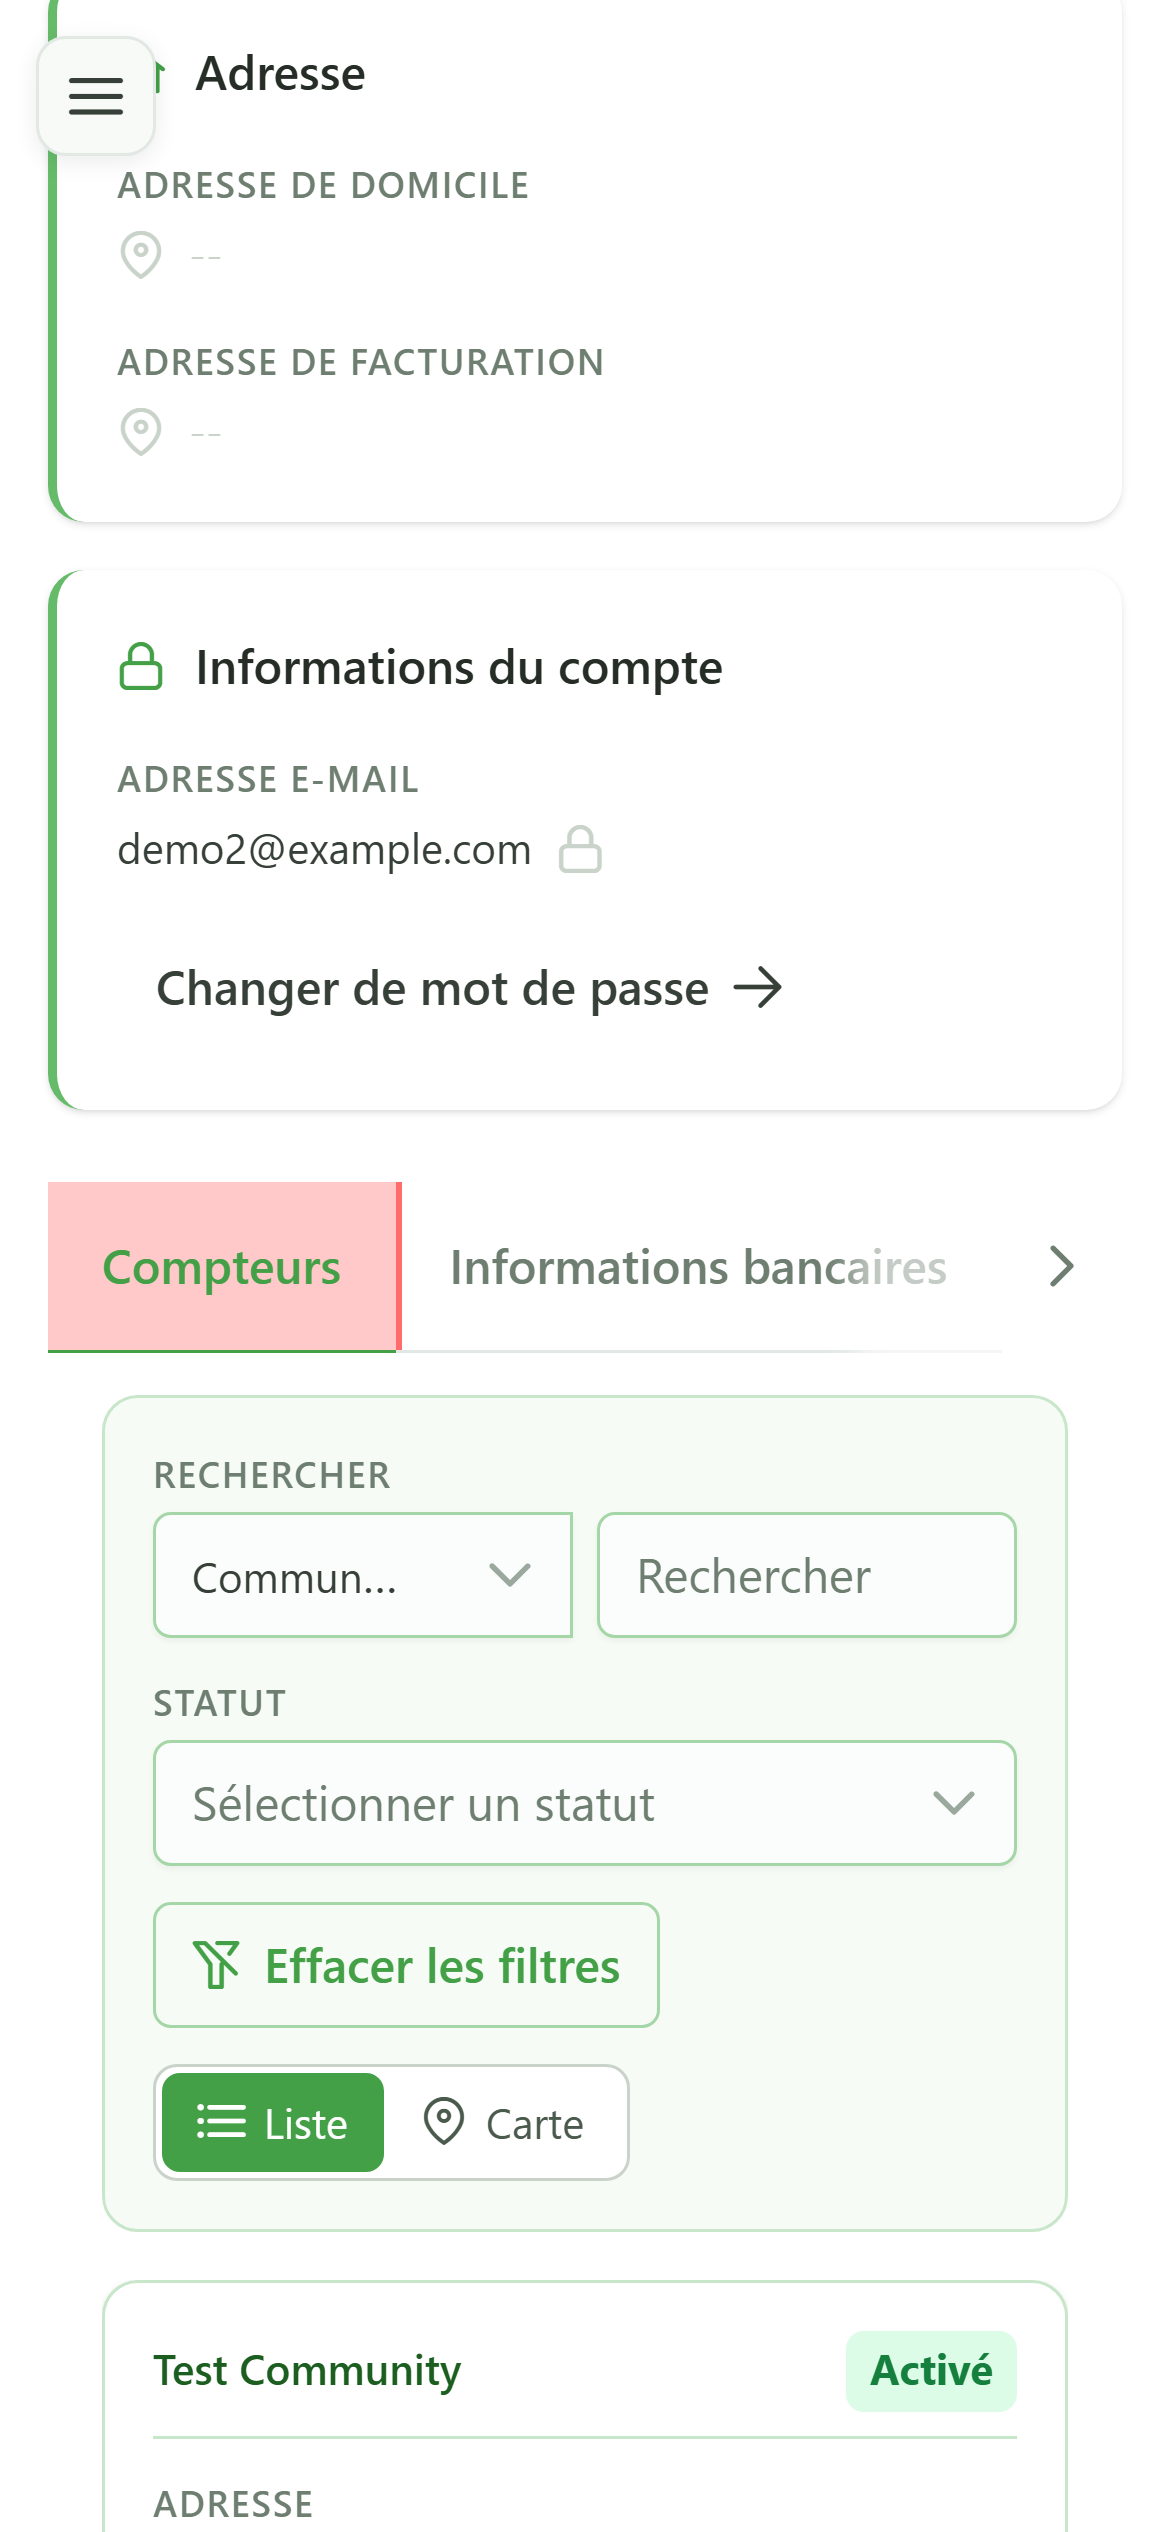 Adresse
ADRESSE DE DOMICILE
--
ADRESSE DE FACTURATION
--
Informations du compte
ADRESSE E-MAIL
demo2@example.com
Changer de mot de passe
Compteurs Informations bancaires
RECHERCHER
Commun... Rechercher
STATUT
Sélectionner un statut
Effacer les filtres
Liste Carte
Test Community Activé
ADRESSE